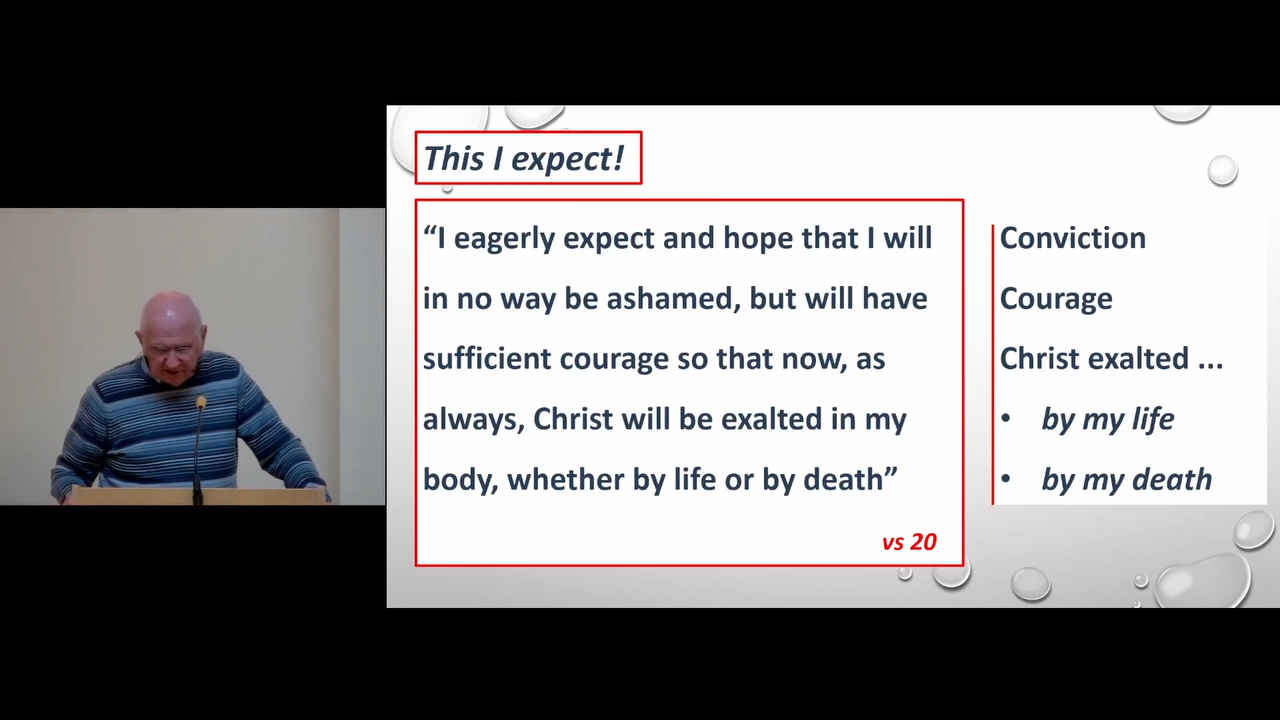 This I expect!
“I eagerly expect and hope that I will
in no way be ashamed, but will have
sufficient courage so that now, as
always, Christ will be exalted in my
body, whether by life or by death”
vs 20
Conviction
Courage
Christ exalted ...
• by my life
• by my death